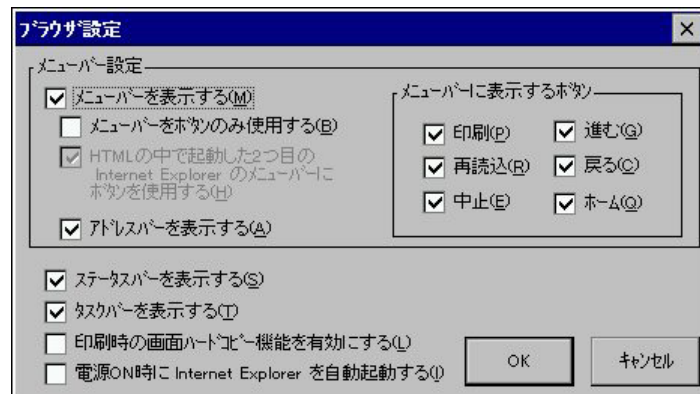 ﾌﾞﾗｳｻﾞ設定
ﾒﾆｭｰﾊﾞｰ設定
ﾒﾆｭｰﾊﾞｰを表示する(M)
ﾒﾆｭｰﾊﾞｰをﾎﾞﾀﾝのみ使用する(B)
HTMLの中で起動した2つ目の
Internet Explorer のﾒﾆｭｰﾊﾞｰに
ﾎﾞﾀﾝを使用する(H)
ｱﾄﾞﾚｽﾊﾞｰを表示する(A)
ﾒﾆｭｰﾊﾞｰに表示するﾎﾞﾀﾝ
印刷(P) 進む(G)
再読込(R) 戻る(C)
中止(E) ﾎｰﾑ(O)
ｽﾃｰﾀｽﾊﾞｰを表示する(S)
ﾀｽｸﾊﾞｰを表示する(T)
印刷時の画面ﾊｰﾄﾞｺﾋﾟｰ機能を有効にする(L)
電源ON時に Internet Explorer を自動起動する(I)
OK ｷｬﾝｾﾙ